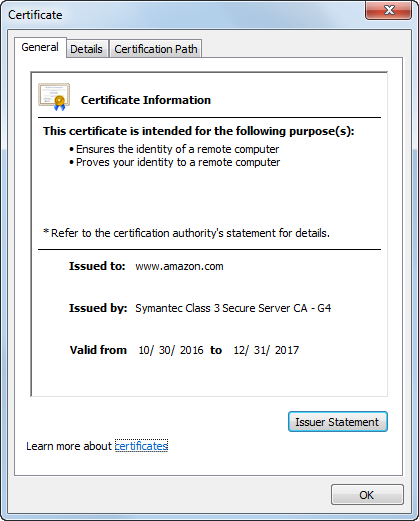 Certificate
General Details Certification Path
Certificate Information
This certificate is intended for the following purpose(s):
• Ensures the identity of a remote computer
• Proves your identity to a remote computer
* Refer to the certification authority's statement for details.
Issued to: www.amazon.com
Issued by: Symantec Class 3 Secure Server CA - G4
Valid from 10/ 30/ 2016 to 12/ 31/ 2017
Issuer Statement
Learn more about certificates
OK